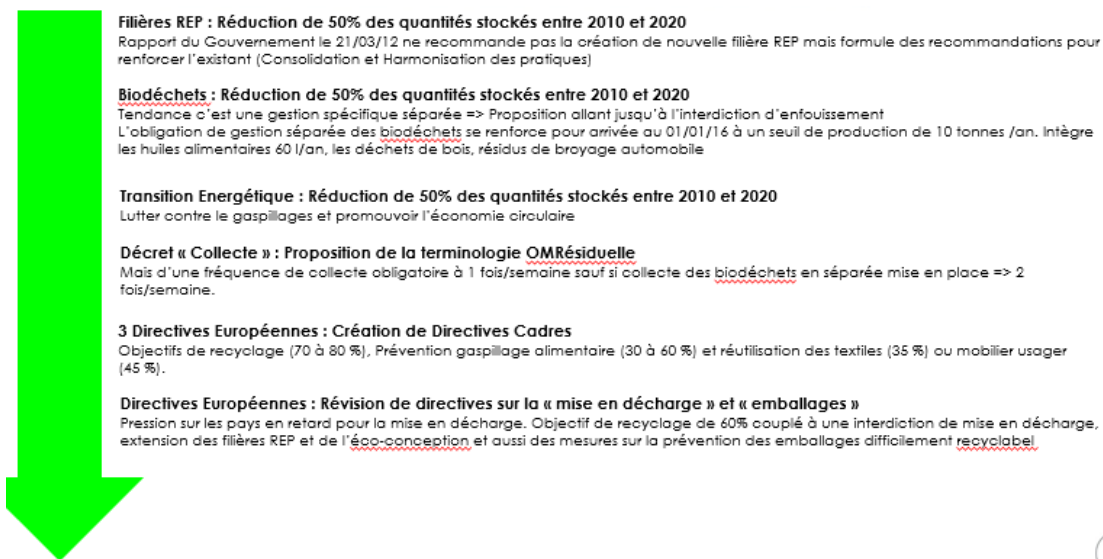 Filières REP : Réduction de 50% des quantités stockés entre 2010 et 2020
Rapport du Gouvernement le 21/03/12 ne recommande pas la création de nouvelle filière REP mais formule des recommandations pour
renforcer l'existant (Consolidation et Harmonisation des pratiques)
Biodéchets : Réduction de 50% des quantités stockés entre 2010 et 2020
Tendance c'est une gestion spécifique séparée => Proposition allant jusqu'à l'interdiction d'enfouissement
L'obligation de gestion séparée des biodéchets se renforce pour arrivée au 01/01/16 à un seuil de production de 10 tonnes /an. Intègre
les huiles alimentaires 60 l/an, les déchets de bois, résidus de broyage automobile
Transition Energétique : Réduction de 50% des quantités stockés entre 2010 et 2020
Lutter contre le gaspillages et promouvoir l'économie circulaire
Décret « Collecte » : Proposition de la terminologie OMRésiduelle
Mais d'une fréquence de collecte obligatoire à 1 fois/semaine sauf si collecte des biodéchets en séparée mise en place => 2
fois/semaine.
3 Directives Européennes : Création de Directives Cadres
Objectifs de recyclage (70 à 80 %), Prévention gaspillage alimentaire (30 à 60 %) et réutilisation des textiles (35 %) ou mobilier usager
(45 %).
Directives Européennes : Révision de directives sur la « mise en décharge » et « emballages »
Pression sur les pays en retard pour la mise en décharge. Objectif de recyclage de 60% couplé à une interdiction de mise en décharge,
extension des filières REP et de l'éco-conception et aussi des mesures sur la prévention des emballages difficilement recyclabel